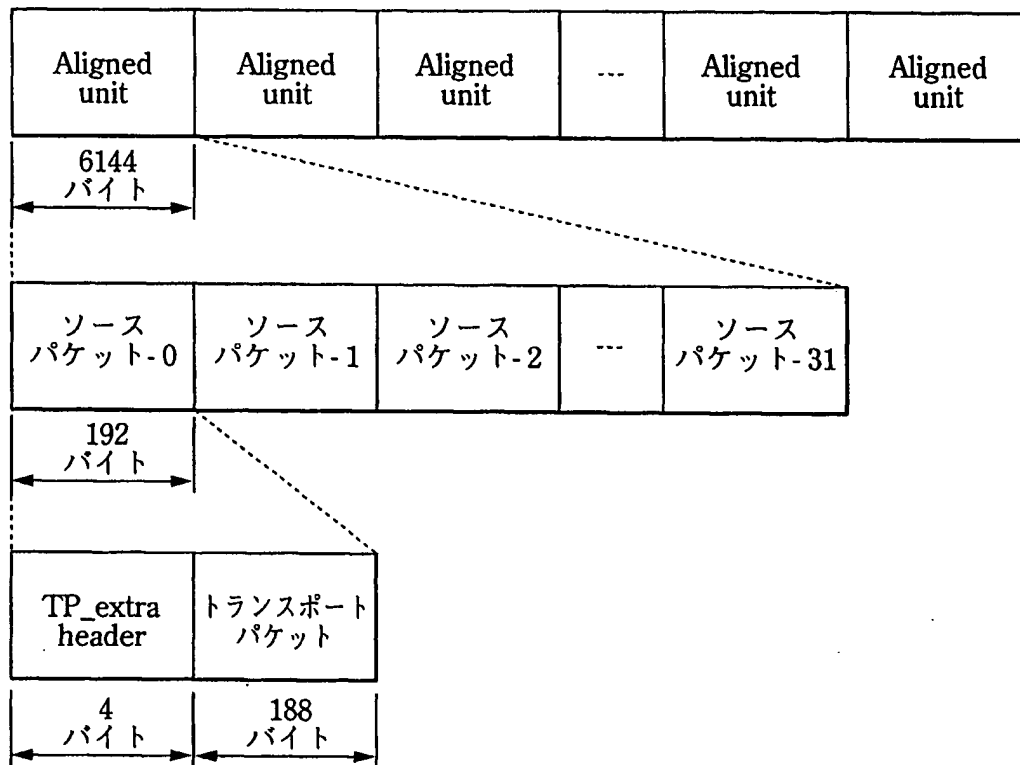 Aligned
unit
Aligned
unit
Aligned
unit
---
Aligned
unit
Aligned
unit
6144
バイト
ソース
パケット-0
ソース
パケット-1
ソース
パケット-2
---
ソース
パケット-31
192
バイト
TP_extra
header
トランスポート
パケット
4
バイト
188
バイト